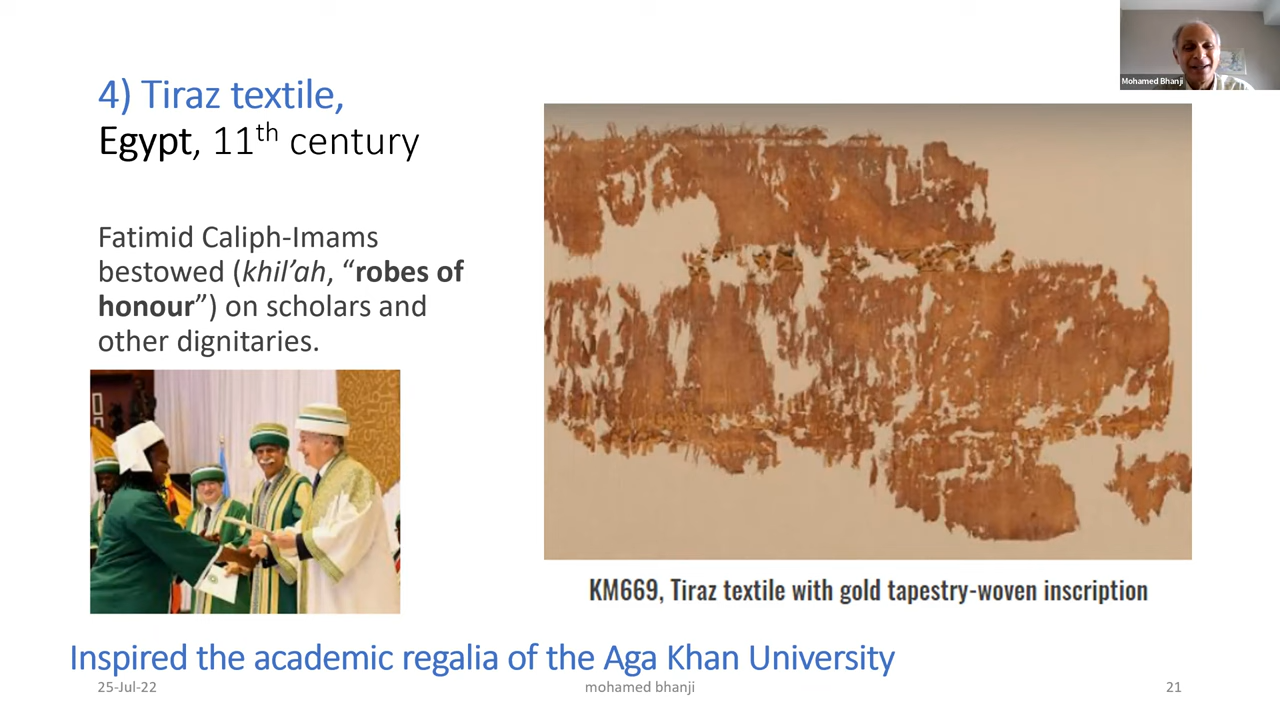 Mohamed Bhanji
4) Tiraz textile,
Egypt, 11th century
Fatimid Caliph-Imams
bestowed (khil’ah, “robes of
honour”) on scholars and
other dignitaries.
KM669, Tiraz textile with gold tapestry-woven inscription
Inspired the academic regalia of the Aga Khan University
25-Jul-22
mohamed bhanji
21